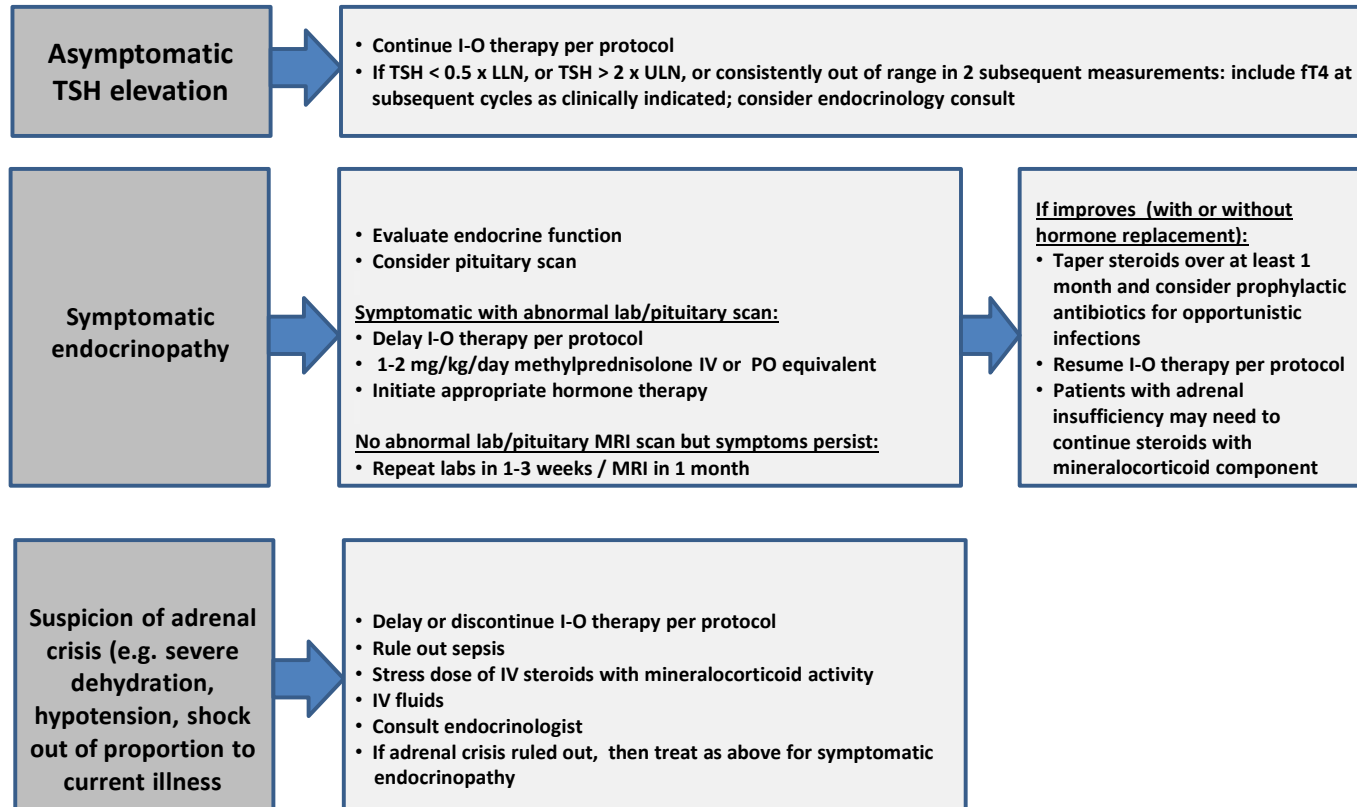 Asymptomatic
TSH elevation
• Continue I-O therapy per protocol
• If TSH < 0.5 x LLN, or TSH > 2 x ULN, or consistently out of range in 2 subsequent measurements: include fT4 at
subsequent cycles as clinically indicated; consider endocrinology consult
Symptomatic
endocrinopathy
• Evaluate endocrine function
• Consider pituitary scan
Symptomatic with abnormal lab/pituitary scan:
• Delay I-O therapy per protocol
• 1-2 mg/kg/day methylprednisolone IV or PO equivalent
• Initiate appropriate hormone therapy
No abnormal lab/pituitary MRI scan but symptoms persist:
• Repeat labs in 1-3 weeks / MRI in 1 month
If improves (with or without
hormone replacement):
• Taper steroids over at least 1
month and consider prophylactic
antibiotics for opportunistic
infections
• Resume I-O therapy per protocol
• Patients with adrenal
insufficiency may need to
continue steroids with
mineralocorticoid component
Suspicion of adrenal
crisis (e.g. severe
dehydration,
hypotension, shock
out of proportion to
current illness
• Delay or discontinue I-O therapy per protocol
• Rule out sepsis
• Stress dose of IV steroids with mineralocorticoid activity
• IV fluids
• Consult endocrinologist
• If adrenal crisis ruled out, then treat as above for symptomatic
endocrinopathy